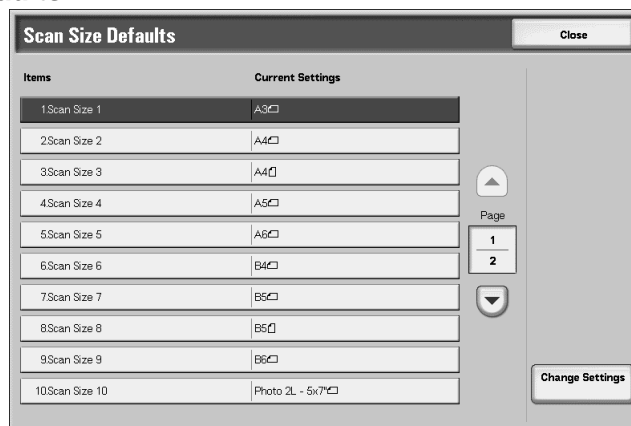 Scan Size Defaults
Close
Items Current Settings
1.Scan Size 1 A3
2.Scan Size 2 A4
3.Scan Size 3 A4
4.Scan Size 4 A5
5.Scan Size 5 A6
6.Scan Size 6 B4
7.Scan Size 7 B5
8.Scan Size 8 B5
9.Scan Size 9 B6
10.Scan Size 10 Photo 2L - 5x7"
Page
1
2
Change Settings